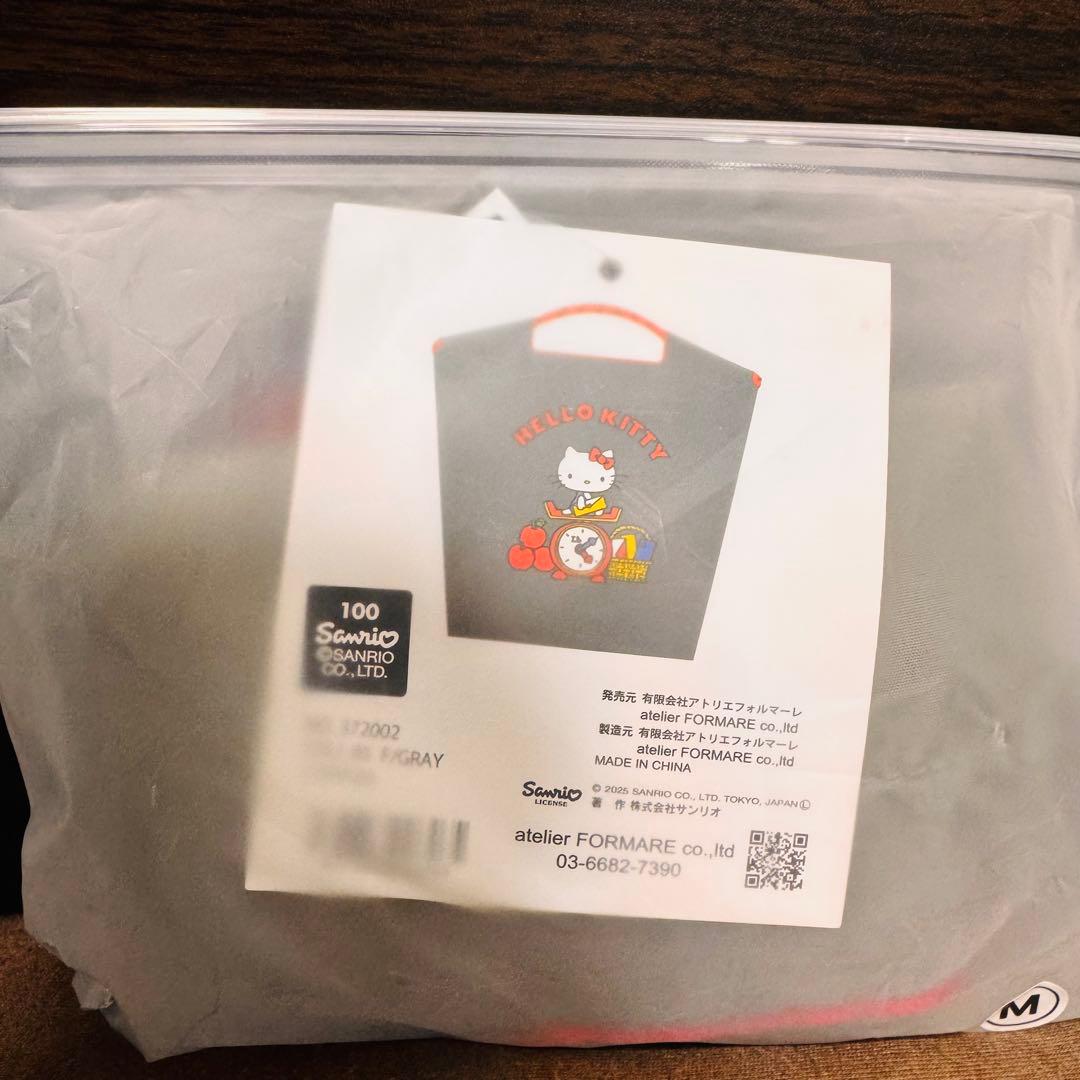 HELLO KITTY
100
Sanrio
©SANRIO
CO., LTD.
372002
F/GRAY
発売元 有限会社アトリエフォルマーレ
atelier FORMARE co.,ltd
製造元 有限会社アトリエフォルマーレ
atelier FORMARE co.,ltd
MADE IN CHINA
Sanrio
LICENSE
© 2025 SANRIO CO., LTD. TOKYO, JAPAN Ⓛ
著 作 株式会社サンリオ
atelier FORMARE co.,ltd
03-6682-7390
M